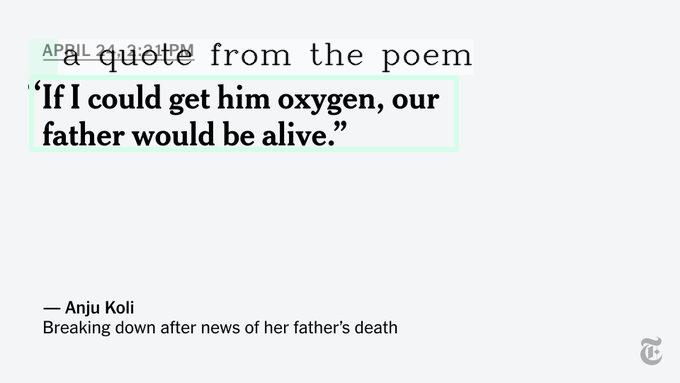 APRIL 24, 2:21 PM
a quote from the poem
“If I could get him oxygen, our
father would be alive.”
— Anju Koli
Breaking down after news of her father’s death
T